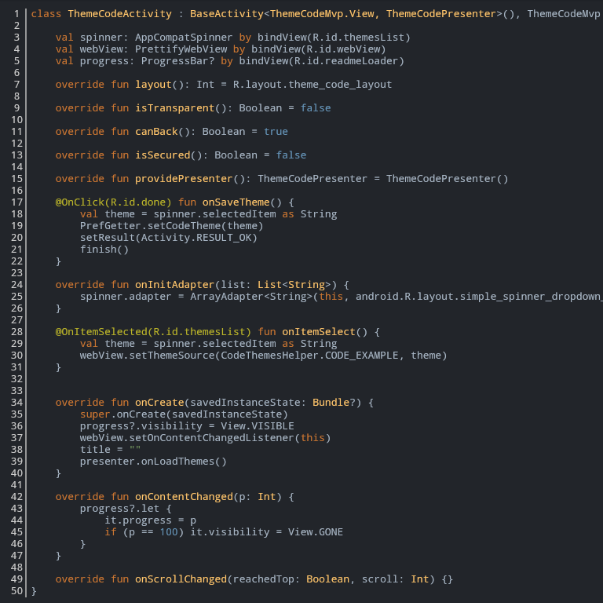 1 class ThemeCodeActivity : BaseActivity<ThemeCodeMvp.View, ThemeCodePresenter>(), ThemeCodeMvp
2
3     val spinner: AppCompatSpinner by bindView(R.id.themesList)
4     val webView: PrettifyWebView by bindView(R.id.webView)
5     val progress: ProgressBar? by bindView(R.id.readmeLoader)
6
7     override fun layout(): Int = R.layout.theme_code_layout
8
9     override fun isTransparent(): Boolean = false
10
11     override fun canBack(): Boolean = true
12
13     override fun isSecured(): Boolean = false
14
15     override fun providePresenter(): ThemeCodePresenter = ThemeCodePresenter()
16
17     @OnClick(R.id.done) fun onSaveTheme() {
18         val theme = spinner.selectedItem as String
19         PrefGetter.setCodeTheme(theme)
20         setResult(Activity.RESULT_OK)
21         finish()
22     }
23
24     override fun onInitAdapter(list: List<String>) {
25         spinner.adapter = ArrayAdapter<String>(this, android.R.layout.simple_spinner_dropdown_
26     }
27
28     @OnItemSelected(R.id.themesList) fun onItemSelect() {
29         val theme = spinner.selectedItem as String
30         webView.setThemeSource(CodeThemesHelper.CODE_EXAMPLE, theme)
31     }
32
33
34     override fun onCreate(savedInstanceState: Bundle?) {
35         super.onCreate(savedInstanceState)
36         progress?.visibility = View.VISIBLE
37         webView.setOnContentChangedListener(this)
38         title = ""
39         presenter.onLoadThemes()
40     }
41
42     override fun onContentChanged(p: Int) {
43         progress?.let {
44             it.progress = p
45             if (p == 100) it.visibility = View.GONE
46         }
47     }
48
49     override fun onScrollChanged(reachedTop: Boolean, scroll: Int) {}
50 }